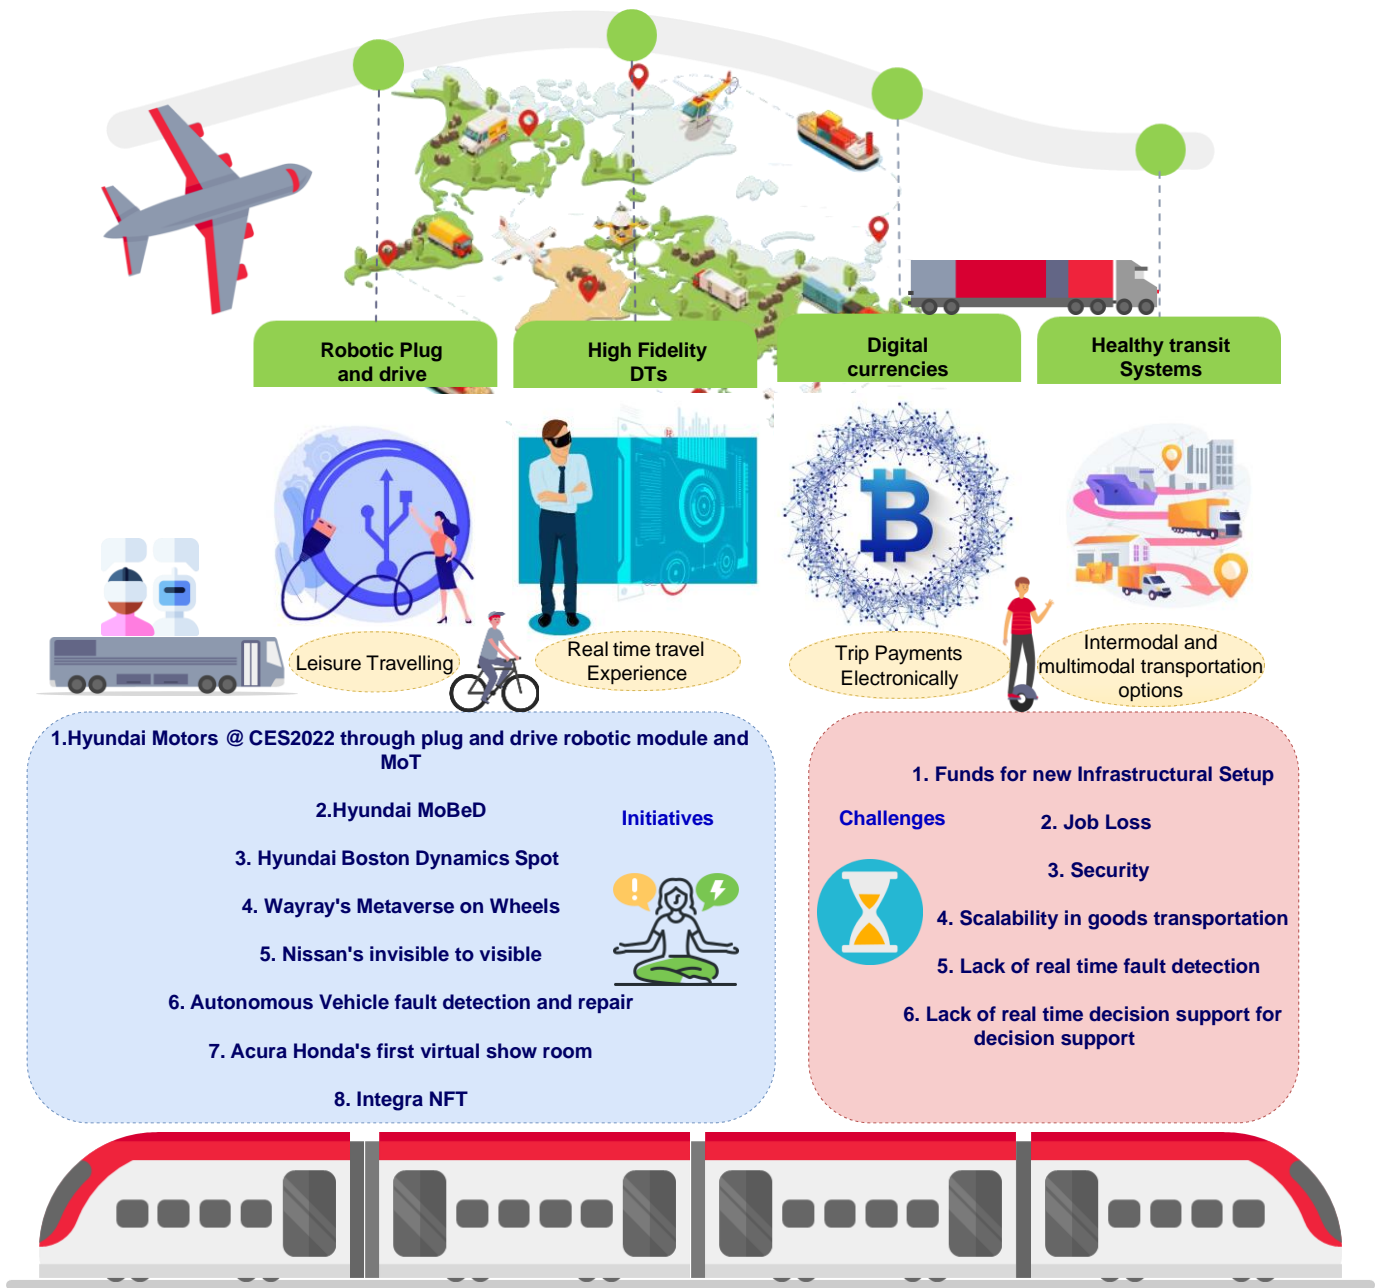 Robotic Plug
and drive
High Fidelity
DTs
Digital
currencies
Healthy transit
Systems
Leisure Travelling
Real time travel
Experience
Trip Payments
Electronically
Intermodal and
multimodal transportation
options
1.Hyundai Motors @ CES2022 through plug and drive robotic module and
MoT
2.Hyundai MoBeD
Initiatives
3. Hyundai Boston Dynamics Spot
4. Wayray's Metaverse on Wheels
5. Nissan's invisible to visible
6. Autonomous Vehicle fault detection and repair
7. Acura Honda's first virtual show room
8. Integra NFT
1. Funds for new Infrastructural Setup
Challenges
2. Job Loss
3. Security
4. Scalability in goods transportation
5. Lack of real time fault detection
6. Lack of real time decision support for
decision support